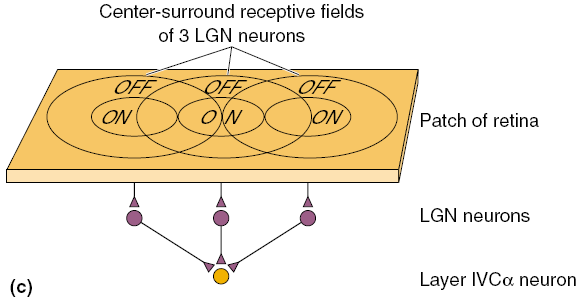 Center-surround receptive fields
of 3 LGN neurons
OFF OFF OFF
ON ON ON
Patch of retina
LGN neurons
Layer IVCα neuron
(c)